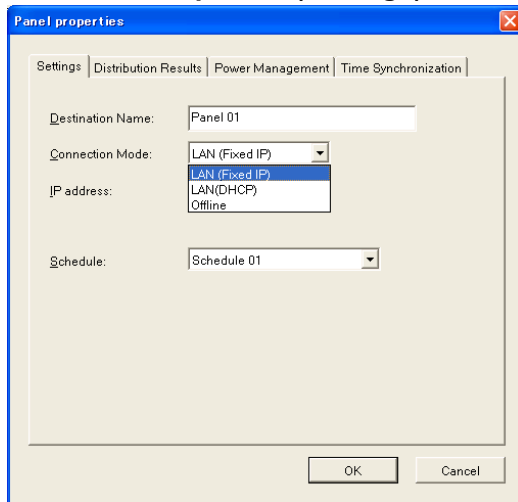 Panel properties
Settings Distribution Results Power Management Time Synchronization
Destination Name: Panel 01
Connection Mode: LAN (Fixed IP)
LAN (Fixed IP)
IP address: LAN(DHCP)
Offline
Schedule: Schedule 01
OK Cancel